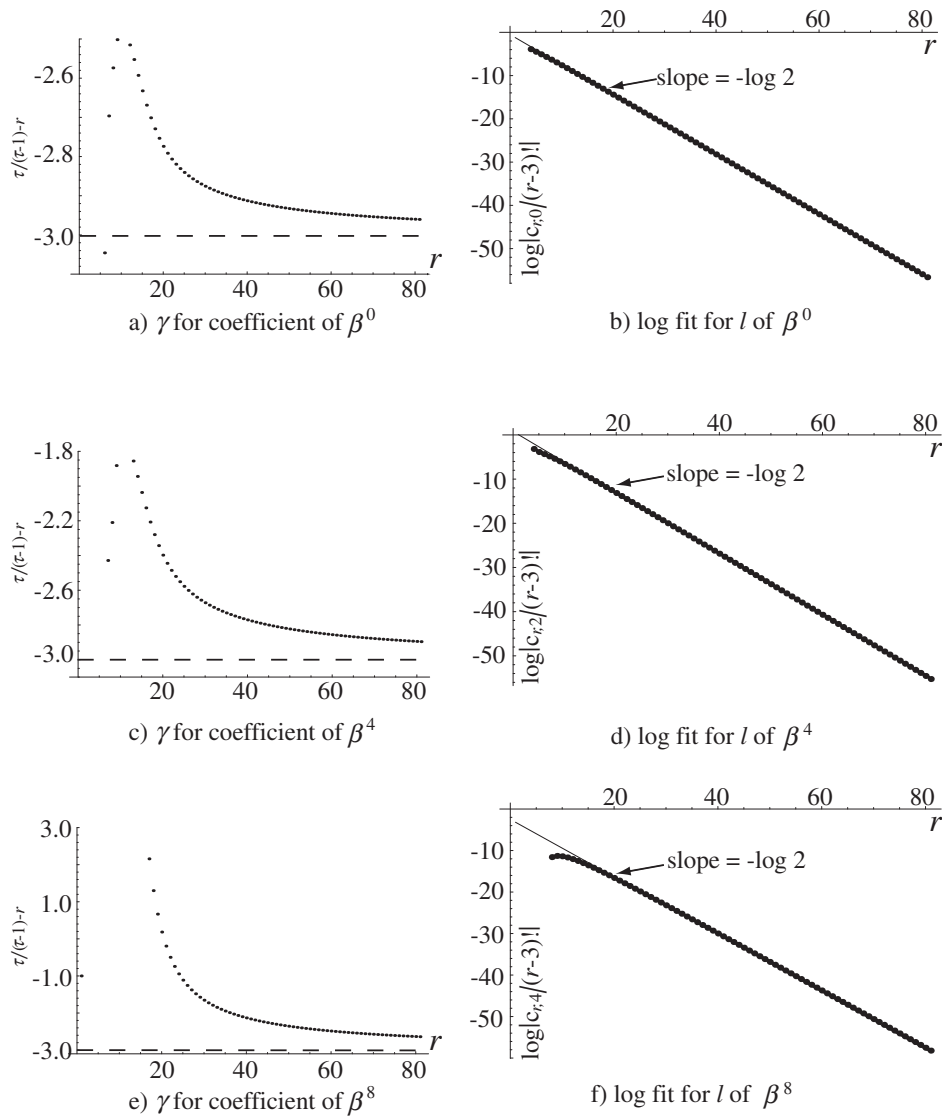 -2.6
-2.8
-3.0
τ/(τ-1)-r
20 40 60 80
r
a) γ for coefficient of β⁰
20 40 60 80
r
-10
-20
-30
-40
-50
log|c_{r,0}/(r-3)!|
slope = -log 2
b) log fit for l of β⁰
-1.8
-2.2
-2.6
-3.0
τ/(τ-1)-r
20 40 60 80
r
c) γ for coefficient of β⁴
20 40 60 80
r
-10
-20
-30
-40
-50
log|c_{r,2}/(r-3)!|
slope = -log 2
d) log fit for l of β⁴
3.0
1.0
-1.0
-3.0
τ/(τ-1)-r
20 40 60 80
r
e) γ for coefficient of β⁸
20 40 60 80
r
-10
-20
-30
-40
-50
log|c_{r,4}/(r-3)!|
slope = -log 2
f) log fit for l of β⁸